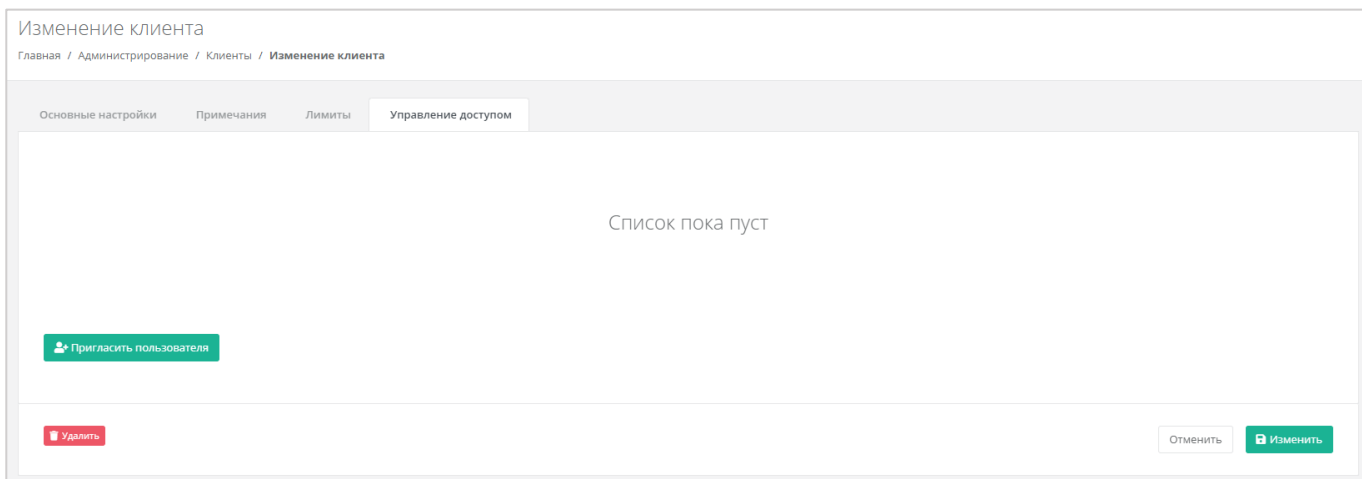 Изменение клиента
Главная / Администрирование / Клиенты / Изменение клиента
Основные настройки Примечания Лимиты Управление доступом
Список пока пуст
Пригласить пользователя
Удалить Отменить Изменить